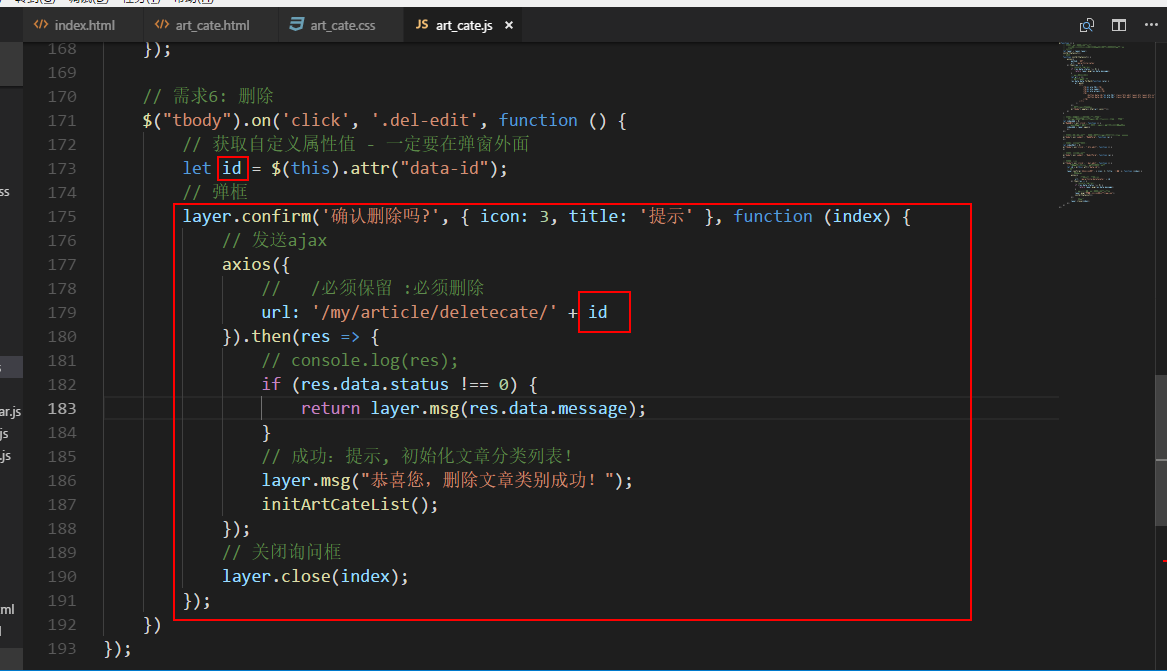 index.html
art_cate.html
art_cate.css
JS art_cate.js ×
168 });
169
170 // 需求6: 删除
171 $("tbody").on('click', '.del-edit', function () {
172 // 获取自定义属性值 - 一定要在弹窗外面
173 let id = $(this).attr("data-id");
174 // 弹框
175 layer.confirm('确认删除吗?', { icon: 3, title: '提示' }, function (index) {
176 // 发送ajax
177 axios({
178 // /必须保留 :必须删除
179 url: '/my/article/deletecate/' + id
180 }).then(res => {
181 // console.log(res);
182 if (res.data.status !== 0) {
183 return layer.msg(res.data.message);
184 }
185 // 成功: 提示, 初始化文章分类列表!
186 layer.msg("恭喜您，删除文章类别成功！");
187 initArtCateList();
188 });
189 // 关闭询问框
190 layer.close(index);
191 });
192 })
193 });
ss
ar.js
js
.js
ml